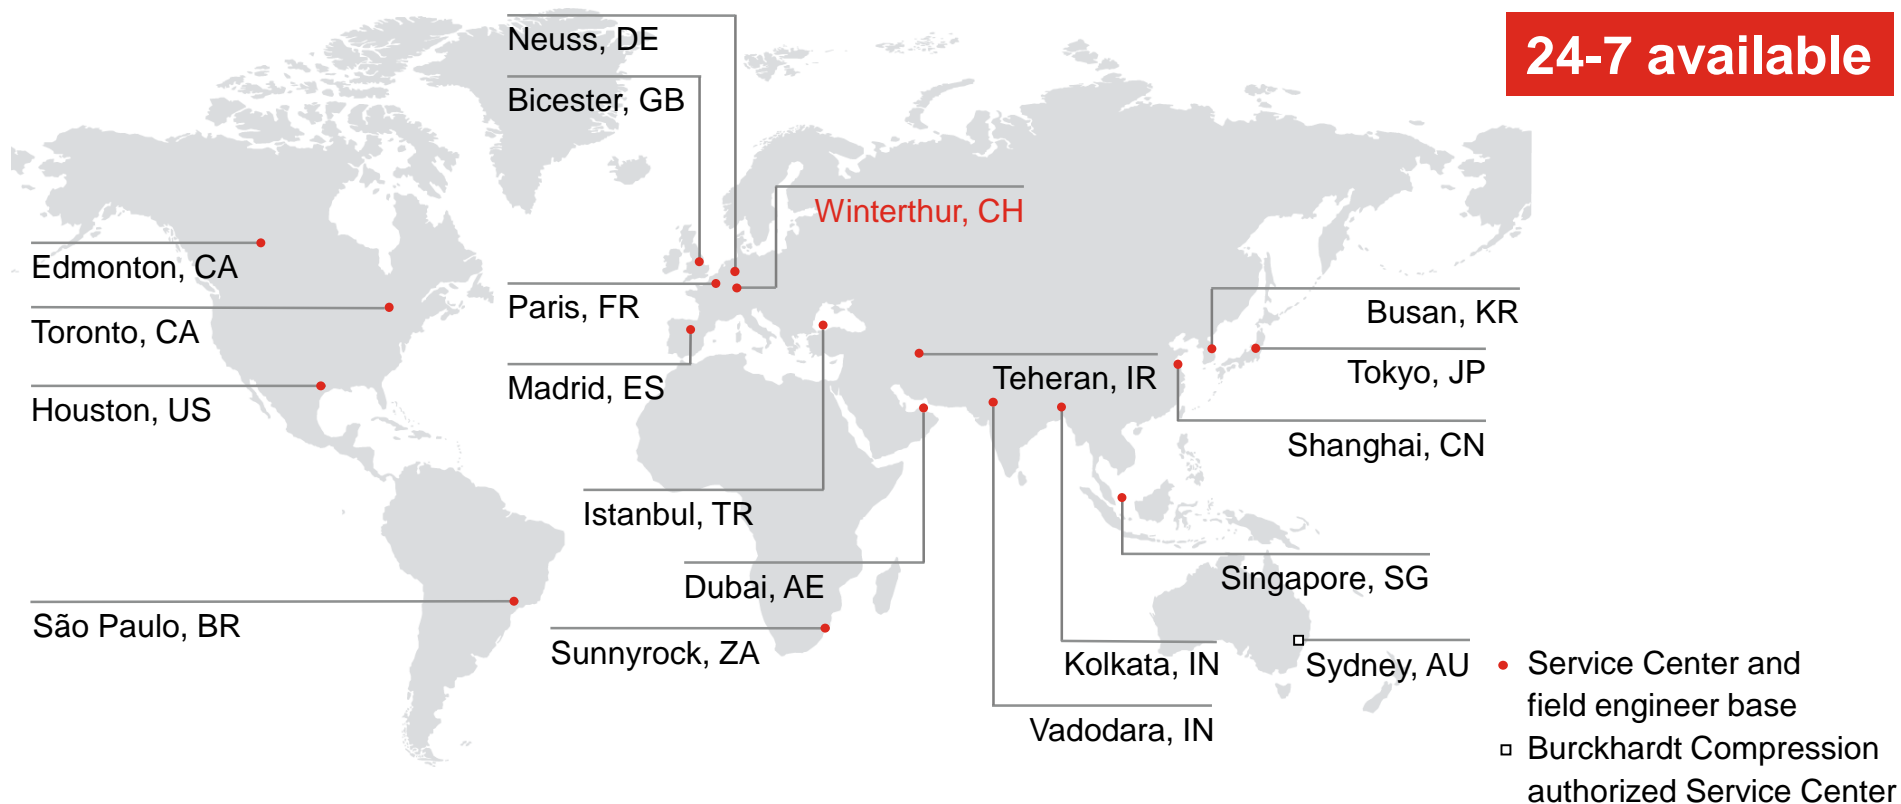 24-7 available
Neuss, DE
Bicester, GB
Winterthur, CH
Edmonton, CA
Paris, FR
Toronto, CA
Busan, KR
Madrid, ES
Teheran, IR
Tokyo, JP
Houston, US
Shanghai, CN
Istanbul, TR
Dubai, AE
Singapore, SG
São Paulo, BR
Sunnyrock, ZA
Kolkata, IN
Sydney, AU
Vadodara, IN
Service Center and
field engineer base
Burckhardt Compression
authorized Service Center